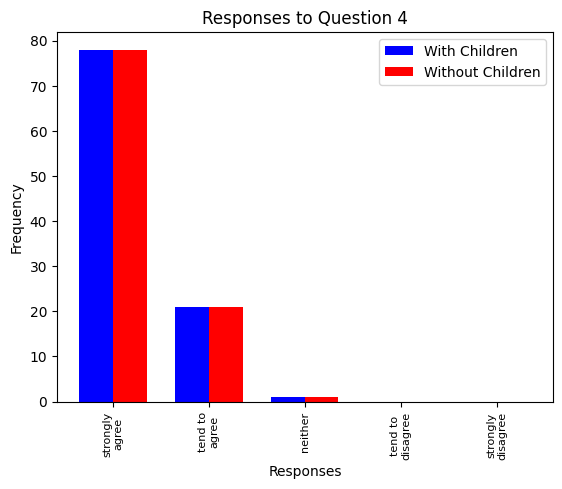 Responses to Question 4
With Children
Without Children
Frequency
80
70
60
50
40
30
20
10
0
strongly
agree
tend to
agree
neither
tend to
disagree
strongly
disagree
Responses